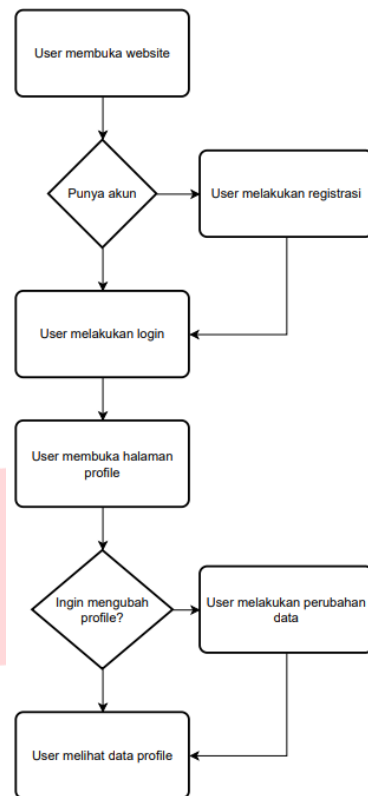 User membuka website
Punya akun
User melakukan registrasi
User melakukan login
User membuka halaman
profile
Ingin mengubah
profile?
User melakukan perubahan
data
User melihat data profile